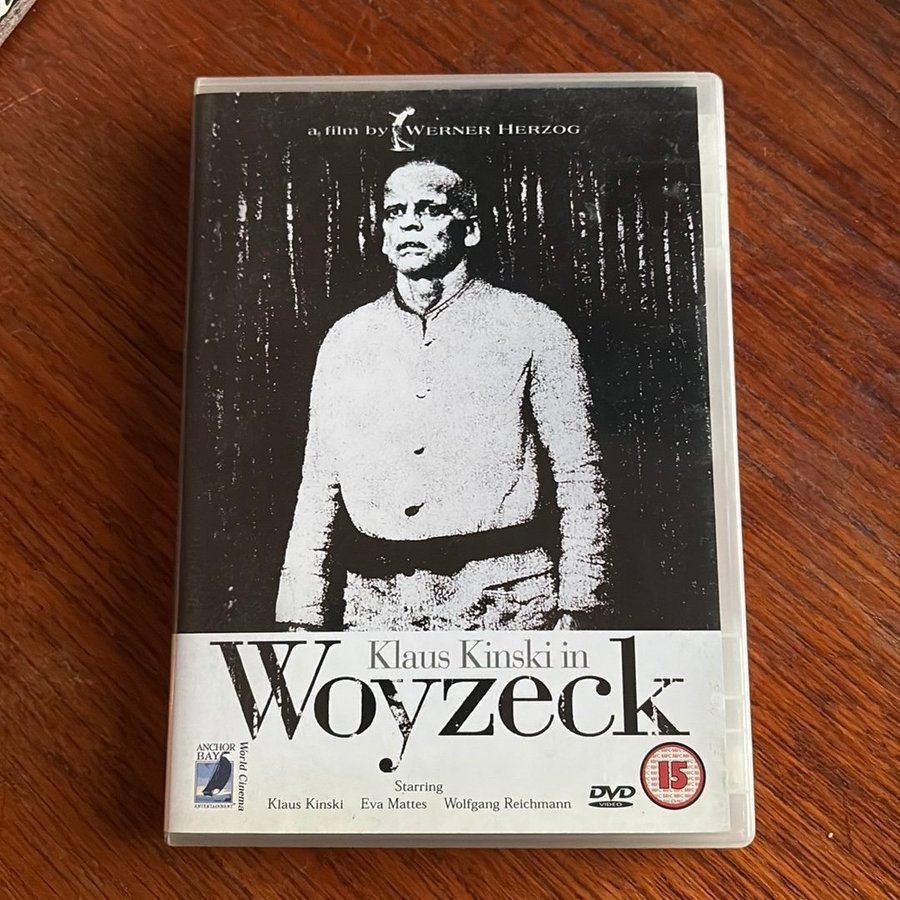 a film by WERNER HERZOG
Klaus Kinski in
Woyzeck
ANCHOR
BAY
ENTERTAINMENT
World Cinema
Starring
Klaus Kinski Eva Mattes Wolfgang Reichmann
DVD
VIDEO
15